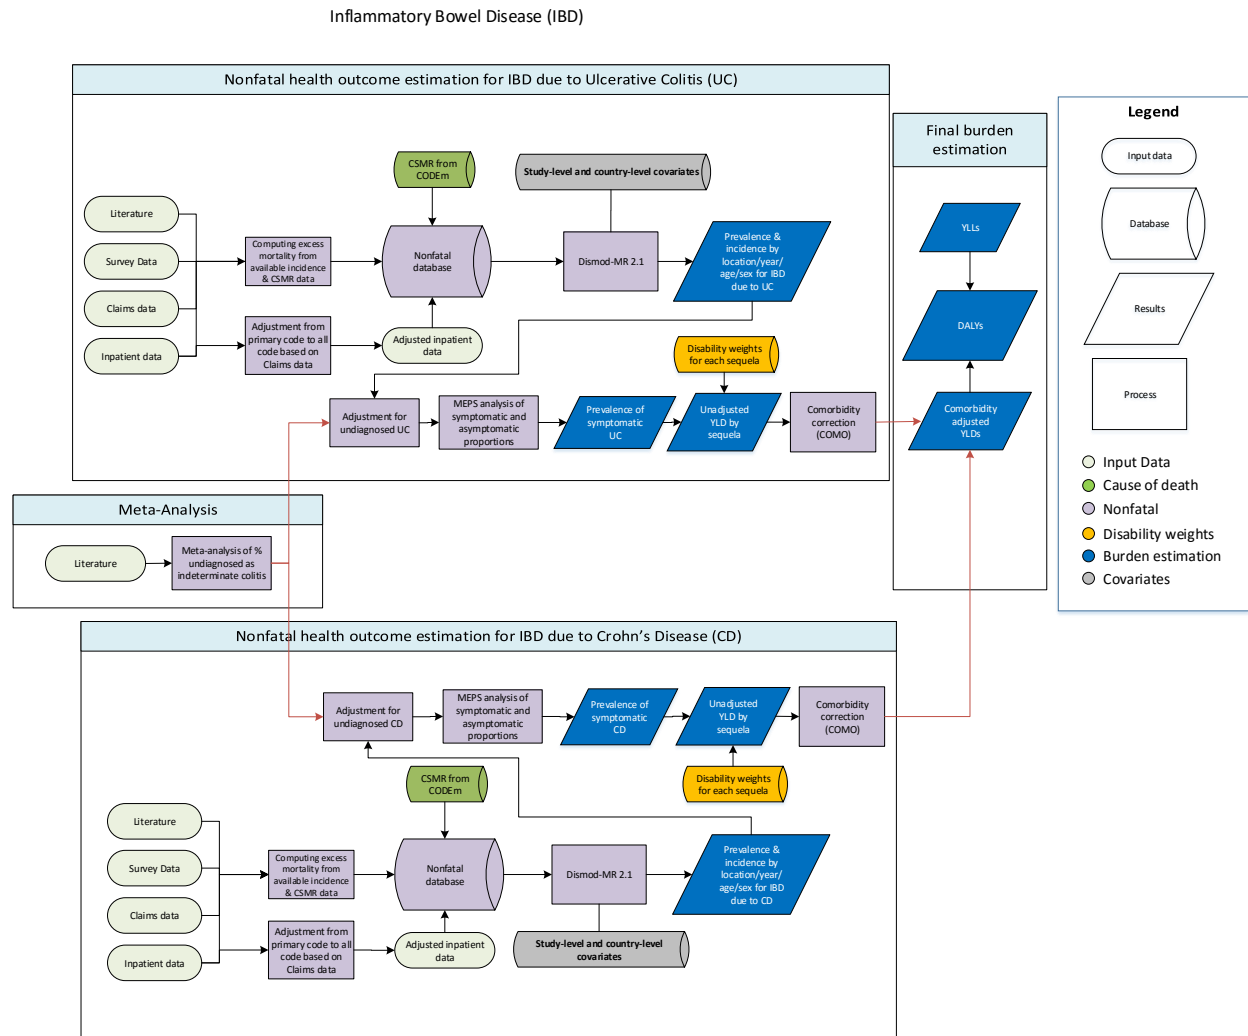 Inflammatory Bowel Disease (IBD)
Nonfatal health outcome estimation for IBD due to Ulcerative Colitis (UC)
CSMR from
CODEm
Study-level and country-level covariates
Literature
Survey Data
Claims data
Inpatient data
Computing excess
mortality from
available incidence
& CSMR data
Nonfatal
database
Dismod-MR 2.1
Prevalence &
incidence by
location/year/
age/sex for IBD
due to UC
Adjustment from
primary code to all
code based on
Claims data
Adjusted inpatient
data
Disability weights
for each sequela
Adjustment for
undiagnosed UC
MEPS analysis of
symptomatic and
asymptomatic
proportions
Prevalence of
symptomatic
UC
Unadjusted
YLD by
sequela
Comorbidity
correction
(COMO)
Final burden
estimation
YLLs
DALYs
Comorbidity
adjusted
YLDs
Legend
Input data
Database
Results
Process
Input Data
Cause of death
Nonfatal
Disability weights
Burden estimation
Covariates
Meta-Analysis
Literature
Meta-analysis of %
undiagnosed as
indeterminate colitis
Nonfatal health outcome estimation for IBD due to Crohn's Disease (CD)
Adjustment for
undiagnosed CD
MEPS analysis of
symptomatic and
asymptomatic
proportions
Prevalence of
symptomatic
CD
Unadjusted
YLD by
sequela
Comorbidity
correction
(COMO)
CSMR from
CODEm
Disability weights
for each sequela
Literature
Survey Data
Claims data
Inpatient data
Computing excess
mortality from
available incidence
& CSMR data
Nonfatal
database
Dismod-MR 2.1
Prevalence &
incidence by
location/year/
age/sex for IBD
due to CD
Adjustment from
primary code to all
code based on
Claims data
Adjusted inpatient
data
Study-level and country-level
covariates